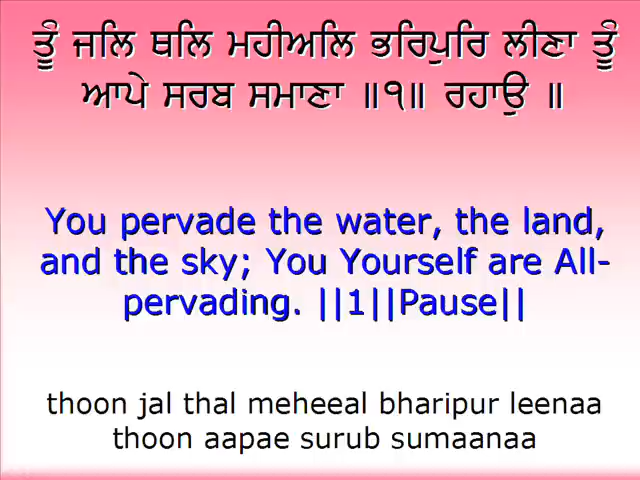 ਤੂੰ ਜਲਿ ਥਲਿ ਮਹੀਅਲਿ ਭਰਿਪੁਰਿ ਲੀਣਾ ਤੂੰ
ਆਪੇ ਸਰਬ ਸਮਾਣਾ ॥੧॥ ਰਹਾਉ ॥
You pervade the water, the land,
and the sky; You Yourself are All-
pervading. ||1||Pause||
thoon jal thal meheeal bharipur leenaa
thoon aapae surub sumaanaa